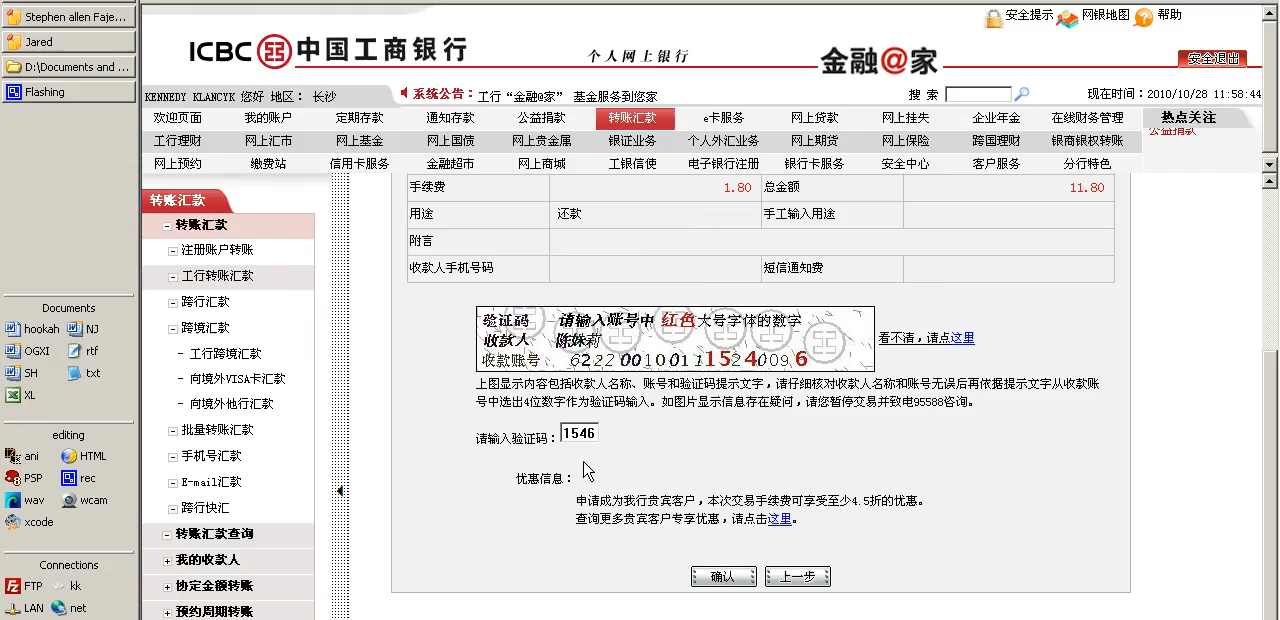 Stephen allen Faje...
Jared
D:\Documents and ...
Flashing
Documents
hookah NJ
OGXI rtf
SH txt
XL
editing
ani HTML
PSP rec
wav wcam
xcode
Connections
FTP kk
LAN net
安全提示 网银地图 帮助
ICBC 中国工商银行 个人网上银行 金融@家 安全退出
KENNEDY KLANCYK 您好 地区： 长沙 系统公告： 工行“金融@家” 基金服务到您家 搜 索 现在时间：2010/10/28 11:58:44
欢迎页面 我的账户 定期存款 通知存款 公益捐款 转账汇款 e卡服务 网上贷款 网上挂失 企业年金 在线财务管理 热点关注
公益捐款
工行理财 网上汇市 网上基金 网上国债 网上贵金属 银证业务 个人外汇业务 网上期货 网上保险 跨国理财 银商银权转账
网上预约 缴费站 信用卡服务 金融超市 网上商城 工银信使 电子银行注册 银行卡服务 安全中心 客户服务 分行特色
转账汇款
转账汇款
注册账户转账
工行转账汇款
跨行汇款
跨境汇款
- 工行跨境汇款
- 向境外VISA卡汇款
- 向境外他行汇款
批量转账汇款
手机号汇款
E-mail汇款
跨行快汇
转账汇款查询
我的收款人
协定金额转账
预约周期转账
手续费 1.80 总金额 11.80
用途 还款 手工输入用途
附言
收款人手机号码 短信通知费
验证码 请输入账号中 红色大号字体的数字
收款人 陈姝莉
收款账号 6222001001115240096
看不清，请点这里
上图显示内容包括收款人名称、账号和验证码提示文字，请仔细核对收款人名称和账号无误后再依据提示文字从收款账
号中选出4位数字作为验证码输入。如图片显示信息存在疑问，请您暂停交易并致电95588咨询。
请输入验证码： 1546
优惠信息：
申请成为我行贵宾客户，本次交易手续费可享受至少4.5折的优惠。
查询更多贵宾客户专享优惠，请点击这里。
确认 上一步